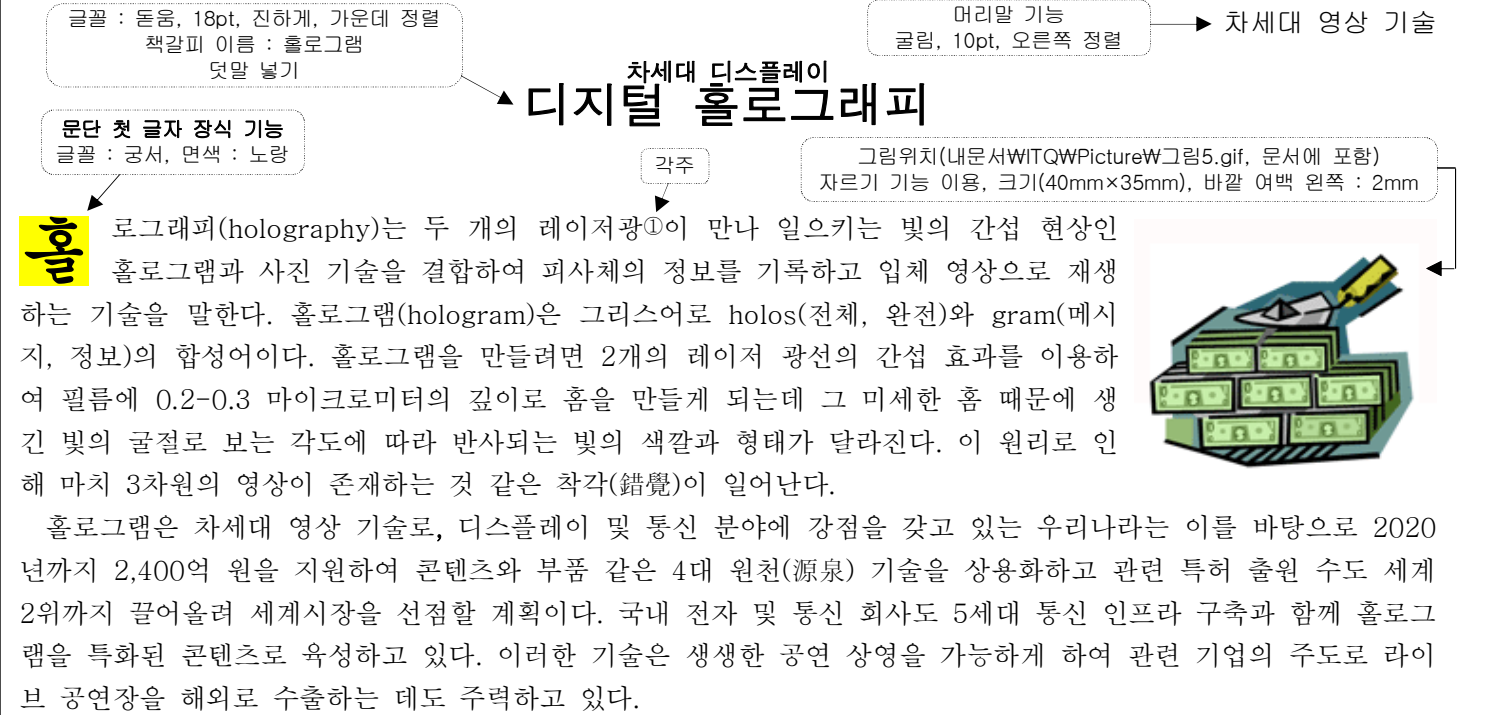 글꼴 : 돋움, 18pt, 진하게, 가운데 정렬
책갈피 이름 : 홀로그램
덧말 넣기
머리말 기능
굴림, 10pt, 오른쪽 정렬
차세대 영상 기술
차세대 디스플레이
디지털 홀로그래피
문단 첫 글자 장식 기능
글꼴 : 궁서, 면색 : 노랑
각주
그림위치(내문서₩ITQ₩Picture₩그림5.gif, 문서에 포함)
자르기 기능 이용, 크기(40mm×35mm), 바깥 여백 왼쪽 : 2mm
홀로그래피(holography)는 두 개의 레이저광①이 만나 일으키는 빛의 간섭 현상인
홀로그램과 사진 기술을 결합하여 피사체의 정보를 기록하고 입체 영상으로 재생
하는 기술을 말한다. 홀로그램(hologram)은 그리스어로 holos(전체, 완전)와 gram(메시
지, 정보)의 합성어이다. 홀로그램을 만들려면 2개의 레이저 광선의 간섭 효과를 이용하
여 필름에 0.2-0.3 마이크로미터의 깊이로 홈을 만들게 되는데 그 미세한 홈 때문에 생
긴 빛의 굴절로 보는 각도에 따라 반사되는 빛의 색깔과 형태가 달라진다. 이 원리로 인
해 마치 3차원의 영상이 존재하는 것 같은 착각(錯覺)이 일어난다.
홀로그램은 차세대 영상 기술로, 디스플레이 및 통신 분야에 강점을 갖고 있는 우리나라는 이를 바탕으로 2020
년까지 2,400억 원을 지원하여 콘텐츠와 부품 같은 4대 원천(源泉) 기술을 상용화하고 관련 특허 출원 수도 세계
2위까지 끌어올려 세계시장을 선점할 계획이다. 국내 전자 및 통신 회사도 5세대 통신 인프라 구축과 함께 홀로그
램을 특화된 콘텐츠로 육성하고 있다. 이러한 기술은 생생한 공연 상영을 가능하게 하여 관련 기업의 주도로 라이
브 공연장을 해외로 수출하는 데도 주력하고 있다.